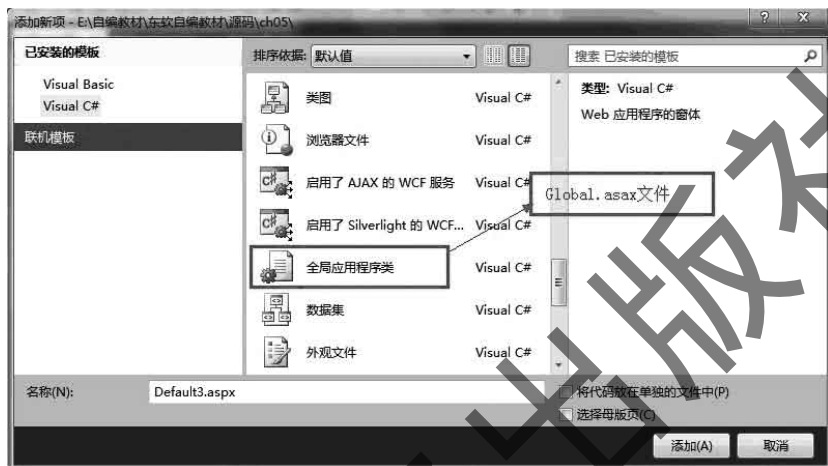 添加新项 - E:\自编教材\东软自编教材\源码\ch05\
已安装的模板
Visual Basic
Visual C#
联机模板
排序依据: 默认值
搜索 已安装的模板
类图 Visual C#
浏览器文件 Visual C#
启用了 AJAX 的 WCF 服务 Visual C#
启用了 Silverlight 的 WCF... Visual C#
全局应用程序类 Visual C#
数据集 Visual C#
外观文件 Visual C#
类型: Visual C#
Web 应用程序的窗体
Global.asax文件
名称(N): Default3.aspx
将代码放在单独的文件中(P)
选择母版页(C)
添加(A) 取消
出版社